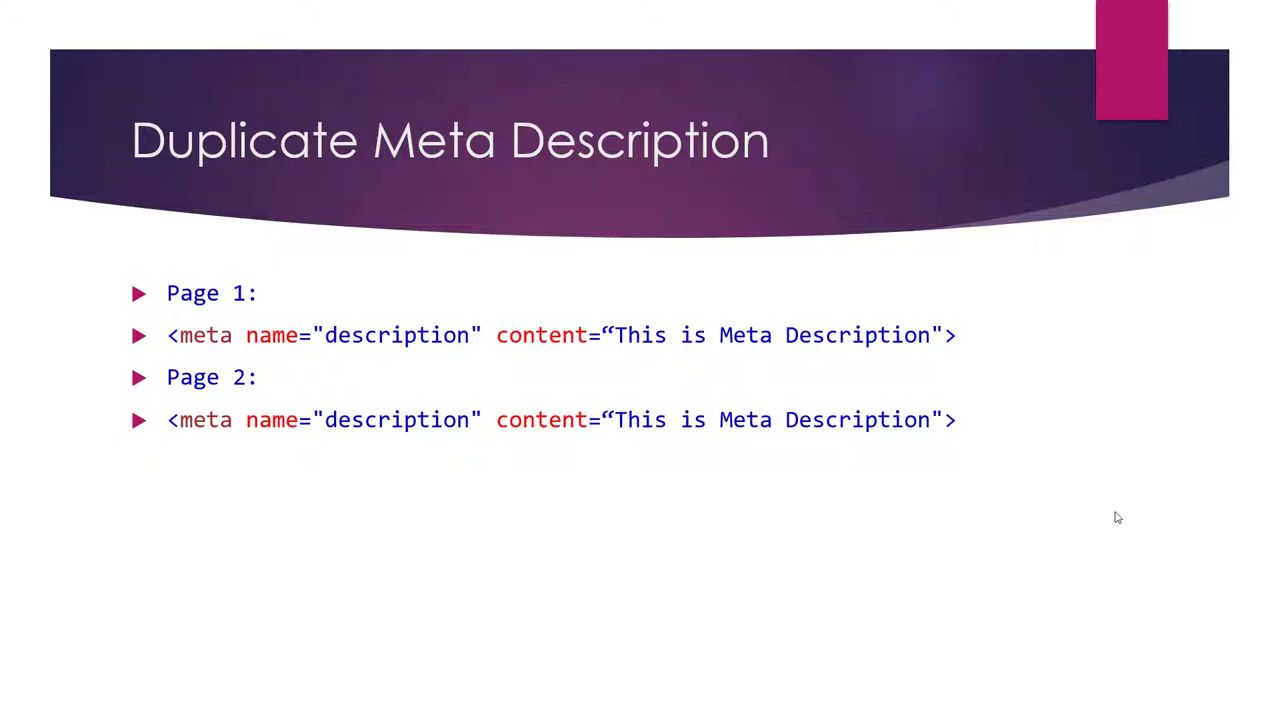 Duplicate Meta Description
Page 1:
<meta name="description" content=“This is Meta Description">
Page 2:
<meta name="description" content=“This is Meta Description">